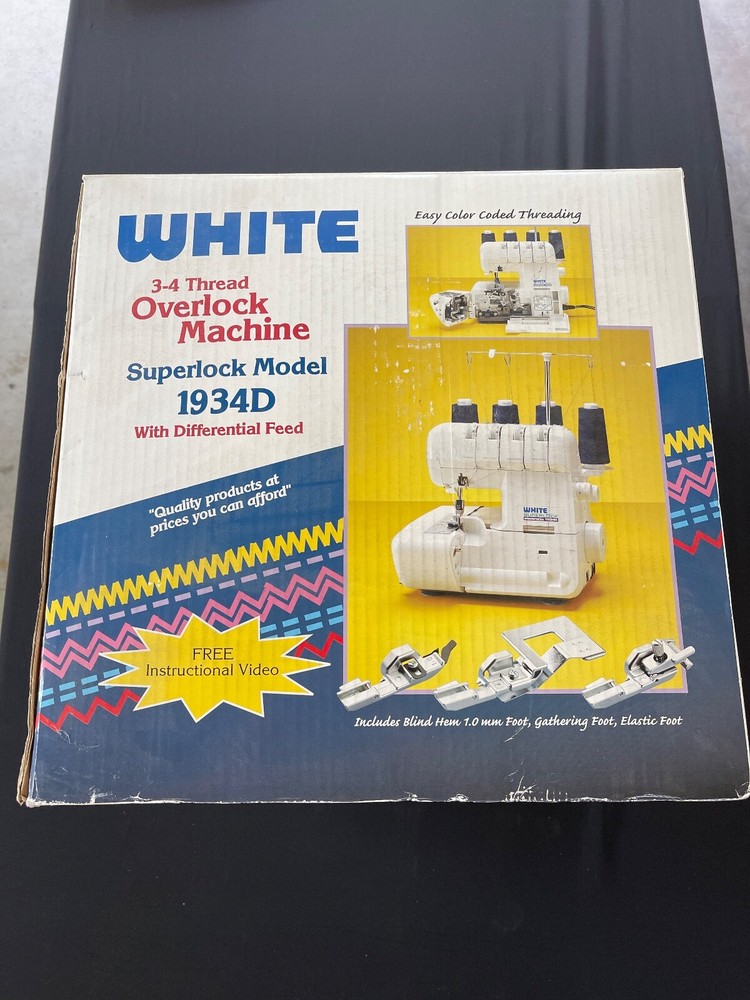 WHITE
3-4 Thread
Overlock
Machine
Superlock Model
1934D
With Differential Feed
"Quality products at
prices you can afford"
FREE
Instructional Video
Easy Color Coded Threading
WHITE
Includes Blind Hem 1.0 mm Foot, Gathering Foot, Elastic Foot